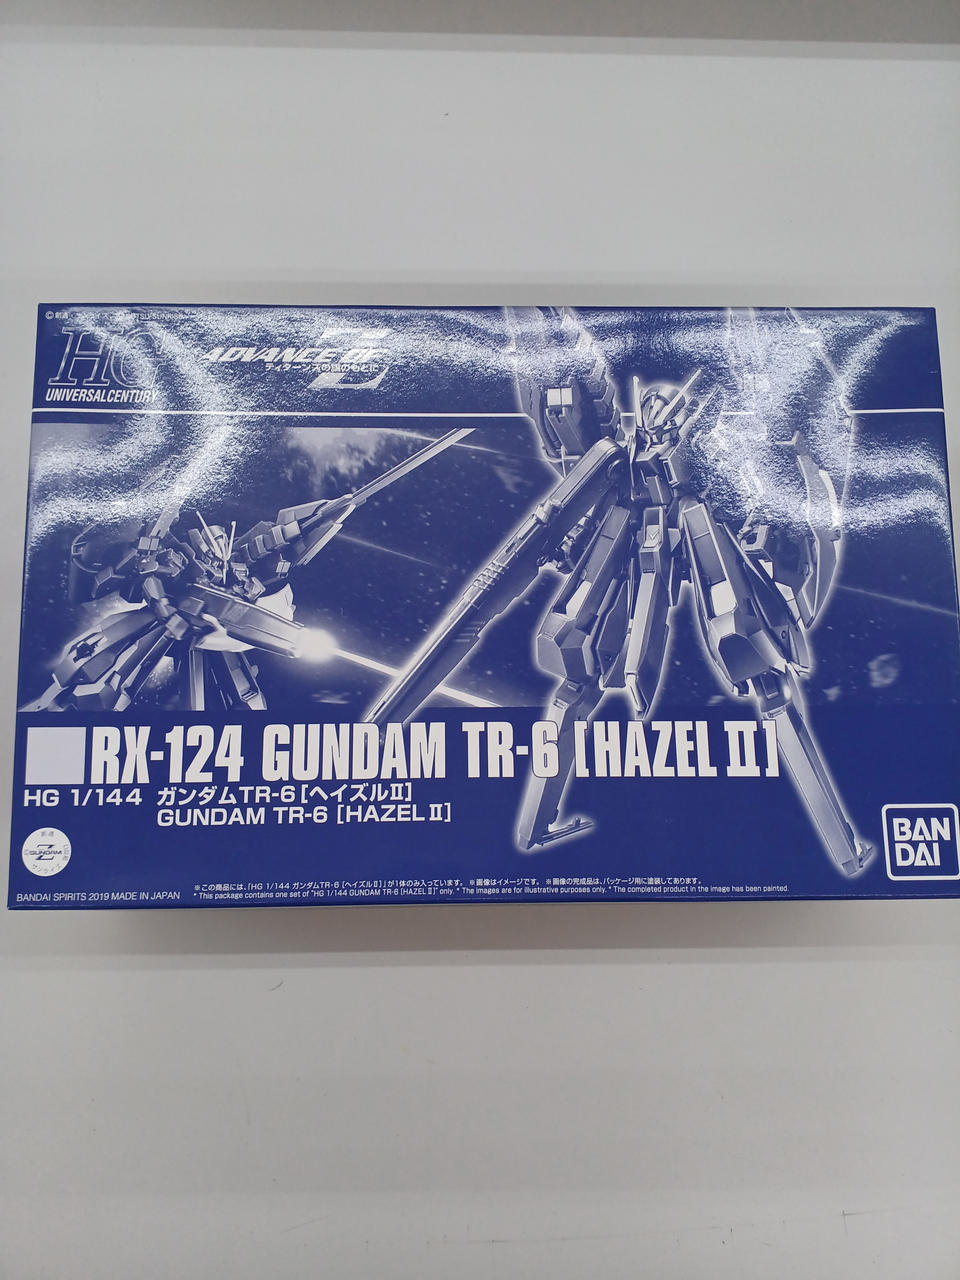 HG
UNIVERSAL CENTURY
ADVANCE OF Z
ティターンズの旗のもとに
RX-124 GUNDAM TR-6 [HAZEL II]
HG 1/144 ガンダムTR-6[ヘイズルII]
GUNDAM TR-6 [HAZEL II]
創通
Z
GUNDAM
サンライズ
BAN
DAI
BANDAI SPIRITS 2019 MADE IN JAPAN
※この商品には、「HG 1/144 ガンダムTR-6 [ヘイズルII]」が1体のみ入っています。 ※画像はイメージです。 ※画像の完成品は、パッケージ用に塗装してあります。
*This package contains one set of "HG 1/144 GUNDAM TR-6 [HAZEL II]" only. * The images are for illustrative purposes only. * The completed product in the image has been painted.